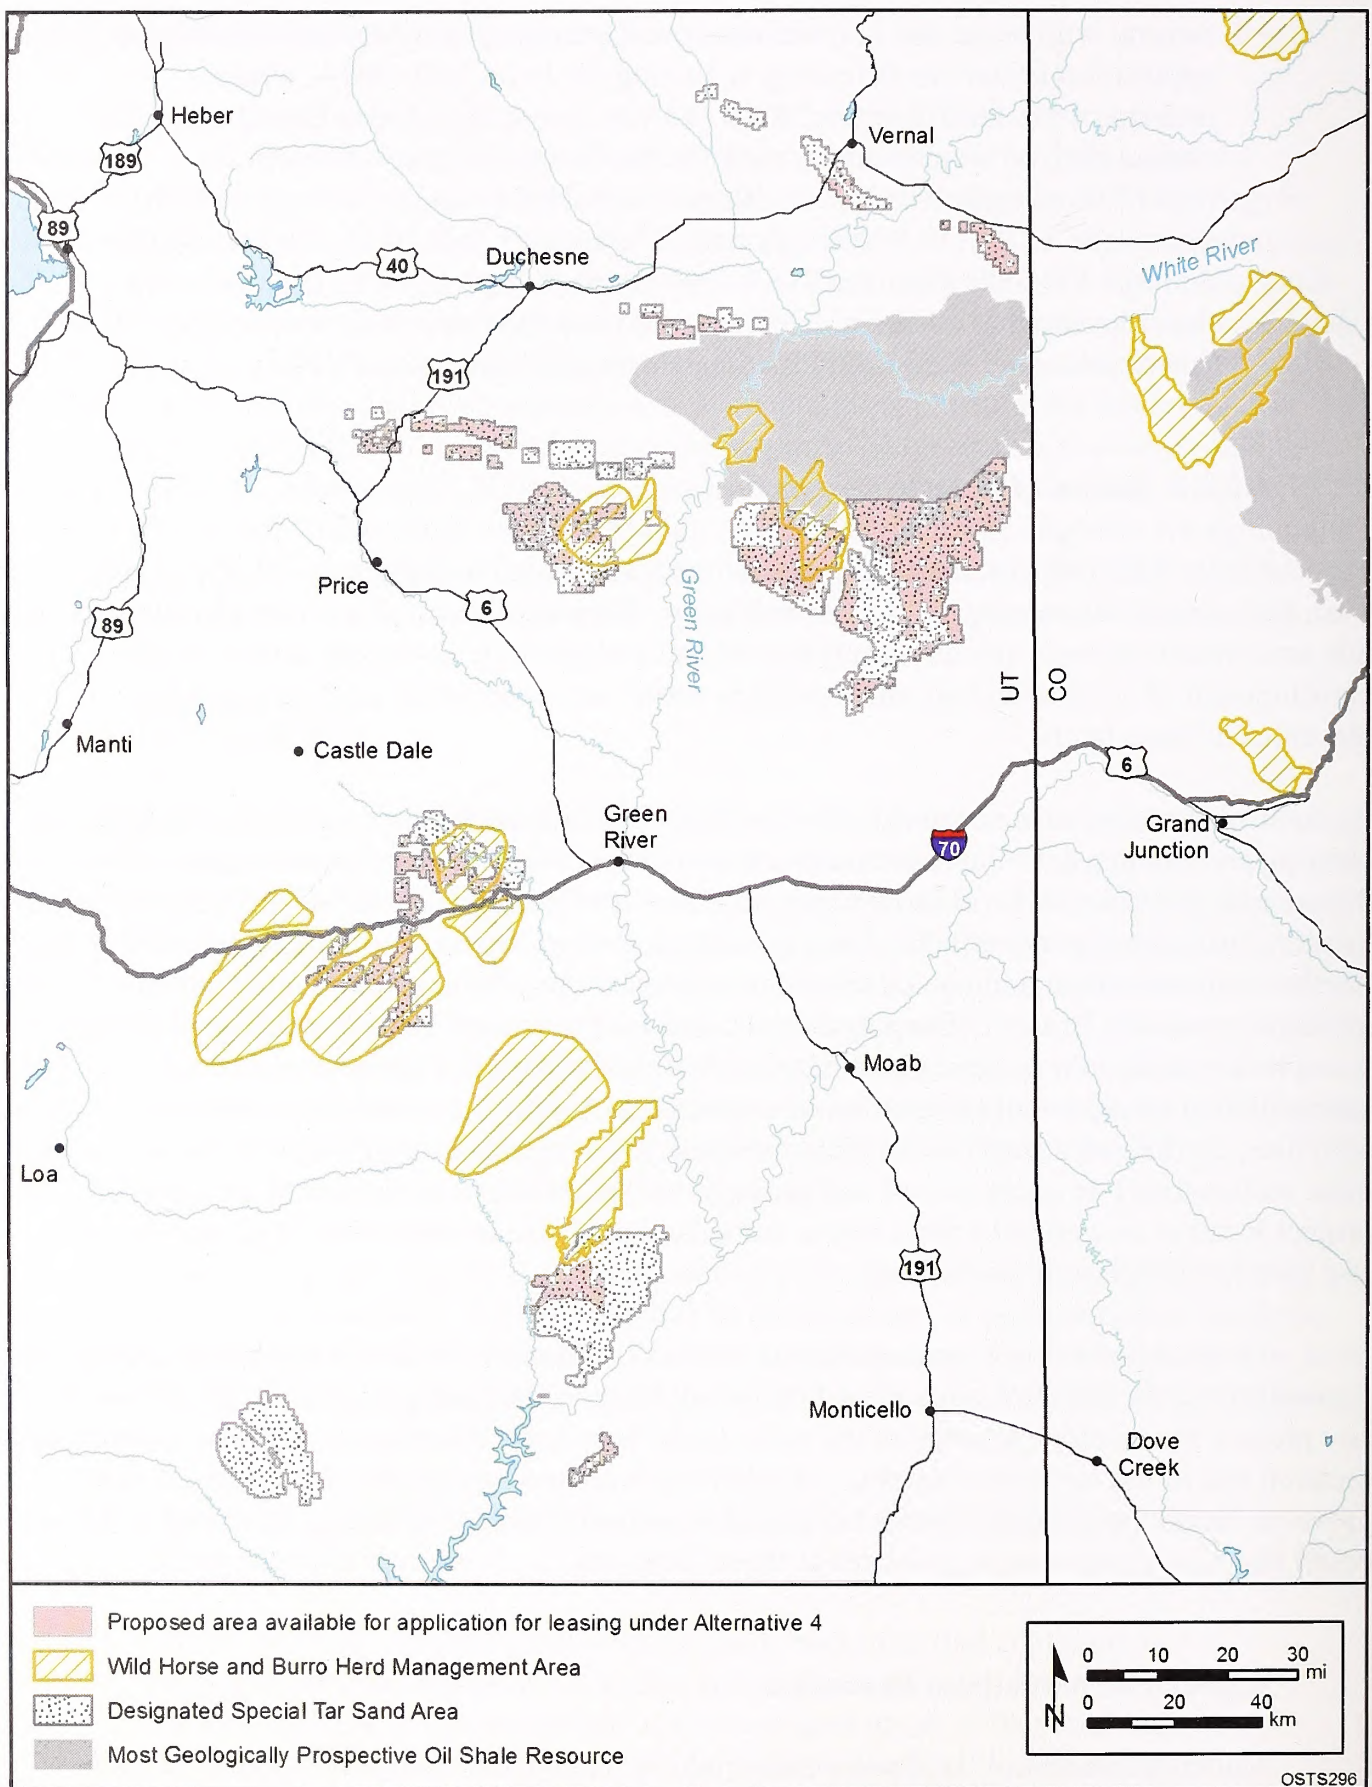 Heber
189
Vernal
89
40
Duchesne
White River
191
Price
6
Green River
89
UT
CO
Manti
Castle Dale
6
Green
River
Grand
Junction
70
Moab
Loa
191
Monticello
Dove
Creek
Proposed area available for application for leasing under Alternative 4
Wild Horse and Burro Herd Management Area
Designated Special Tar Sand Area
Most Geologically Prospective Oil Shale Resource
0 10 20 30 mi
0 20 40 km
N
OSTS296